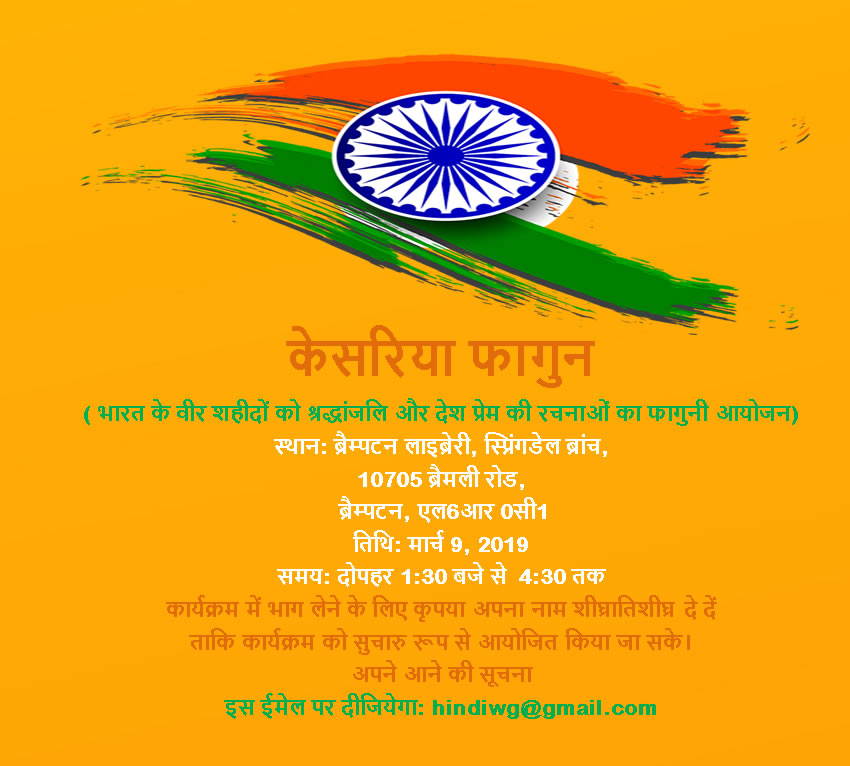 केसरिया फागुन
( भारत के वीर शहीदों को श्रद्धांजलि और देश प्रेम की रचनाओं का फागुनी आयोजन)
स्थान: ब्रैम्पटन लाइब्रेरी, स्प्रिंगडेल ब्रांच,
10705 ब्रैमली रोड,
ब्रैम्पटन, एल6आर 0सी1
तिथि: मार्च 9, 2019
समय: दोपहर 1:30 बजे से 4:30 तक
कार्यक्रम में भाग लेने के लिए कृपया अपना नाम शीघ्रातिशीघ्र दे दें
ताकि कार्यक्रम को सुचारु रूप से आयोजित किया जा सके।
अपने आने की सूचना
इस ईमेल पर दीजियेगा: hindiwg@gmail.com